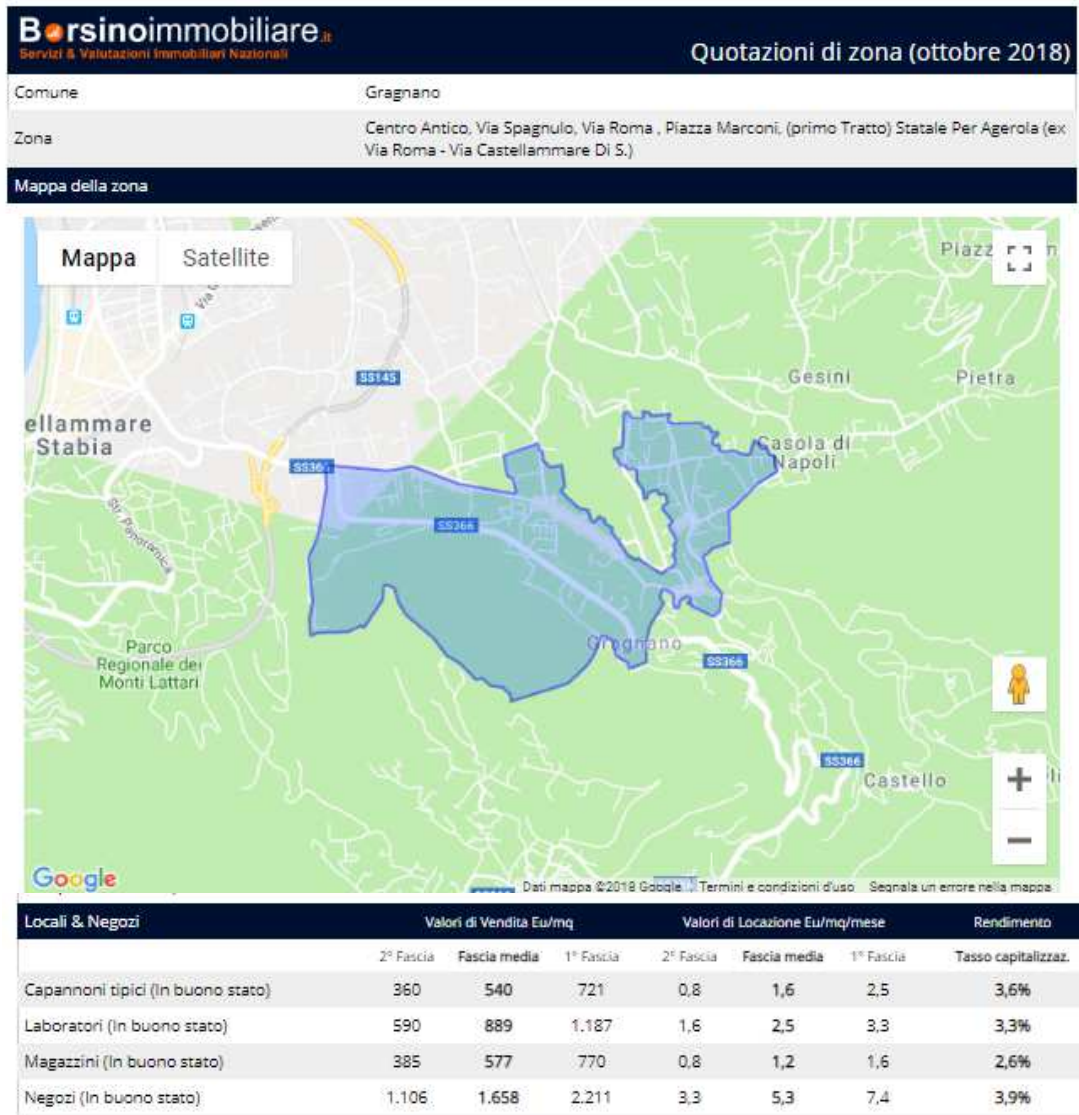 Borsinoimmobiliare.it
Servizi & Valutazioni Immobiliari Nazionali
Quotazioni di zona (ottobre 2018)
Comune Gragnano
Zona Centro Antico, Via Spagnulo, Via Roma , Piazza Marconi, (primo Tratto) Statale Per Agerola (ex
Via Roma - Via Castellammare Di S.)
Mappa della zona
Mappa Satellite
Piazz
Via
SS145
Gesini
Pietra
ellammare
Stabia
Casola di
Napoli
SS366
SS366
Str. Panoramica
Parco
Regionale dei
Monti Lattari
Gragnano
SS366
SS366
Castello
Google
Dati mappa ©2018 Google Termini e condizioni d'uso Segnala un errore nella mappa
Locali & Negozi Valori di Vendita Eu/mq Valori di Locazione Eu/mq/mese Rendimento
2° Fascia Fascia media 1° Fascia 2° Fascia Fascia media 1° Fascia Tasso capitalizzaz.
Capannoni tipici (In buono stato) 360 540 721 0,8 1,6 2,5 3,6%
Laboratori (In buono stato) 590 889 1.187 1,6 2,5 3,3 3,3%
Magazzini (In buono stato) 385 577 770 0,8 1,2 1,6 2,6%
Negozi (In buono stato) 1.106 1.658 2.211 3,3 5,3 7,4 3,9%